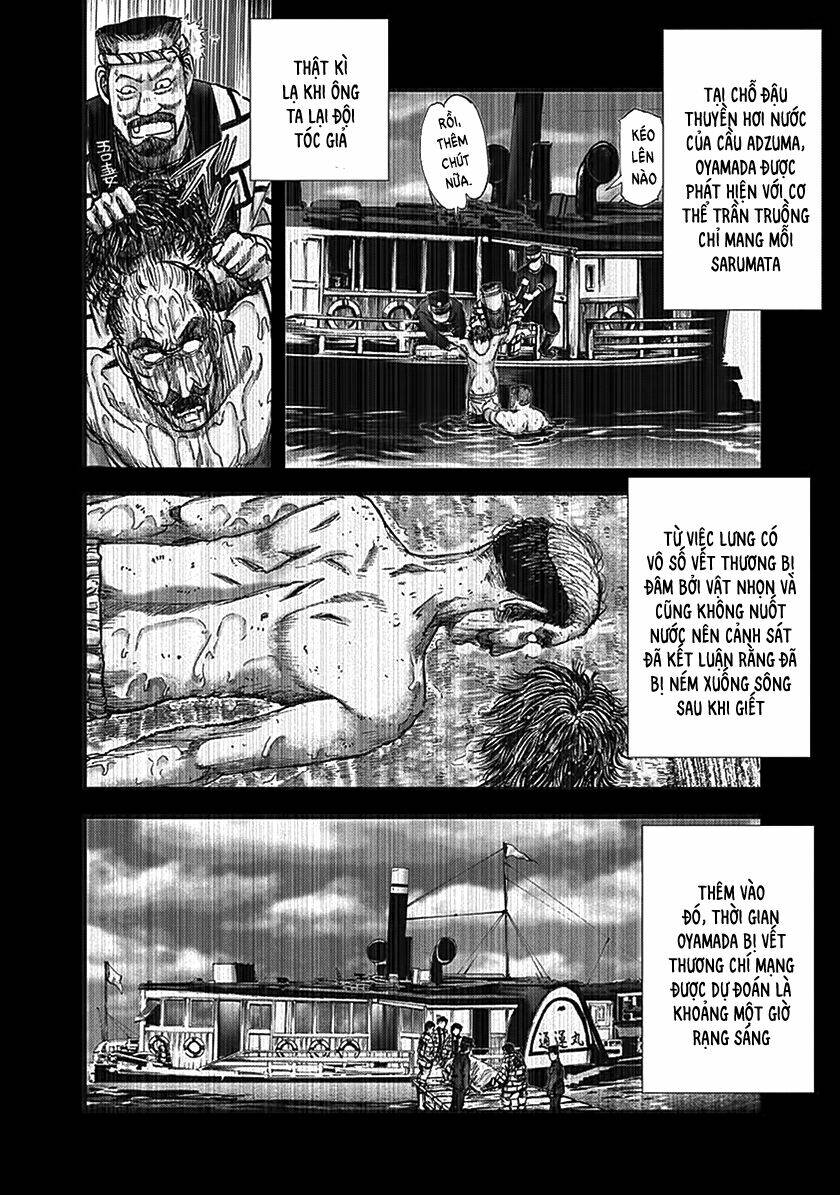 TẠI CHỖ ĐẬU
THUYỀN HƠI NƯỚC
CỦA CẦU ADZUMA,
OYAMADA ĐƯỢC
PHÁT HIỆN VỚI CƠ
THỂ TRẦN TRUỒNG
CHỈ MANG MỖI
SARUMATA
KÉO
LÊN
NÀO
RỒI,
THÊM
CHÚT
NỮA.
THẬT KÌ
LẠ KHI ÔNG
TA LẠI ĐỘI
TÓC GIẢ
TỪ VIỆC LƯNG CÓ
VÔ SỐ VẾT THƯƠNG BỊ
ĐÂM BỞI VẬT NHỌN VÀ
CŨNG KHÔNG NUỐT
NƯỚC NÊN CẢNH SÁT
ĐÃ KẾT LUẬN RẰNG ĐÃ
BỊ NÉM XUỐNG SÔNG
SAU KHI GIẾT
THÊM VÀO
ĐÓ, THỜI GIAN
OYAMADA BỊ VẾT
THƯƠNG CHÍ MẠNG
ĐƯỢC DỰ ĐOÁN LÀ
KHOẢNG MỘT GIỜ
RẠNG SÁNG
通運丸